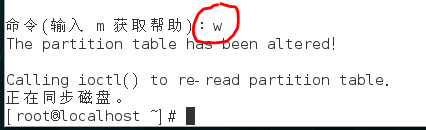 命令(输入 m 获取帮助)：w
The partition table has been altered!
Calling ioctl() to re-read partition table.
正在同步磁盘。
[root@localhost ~]#